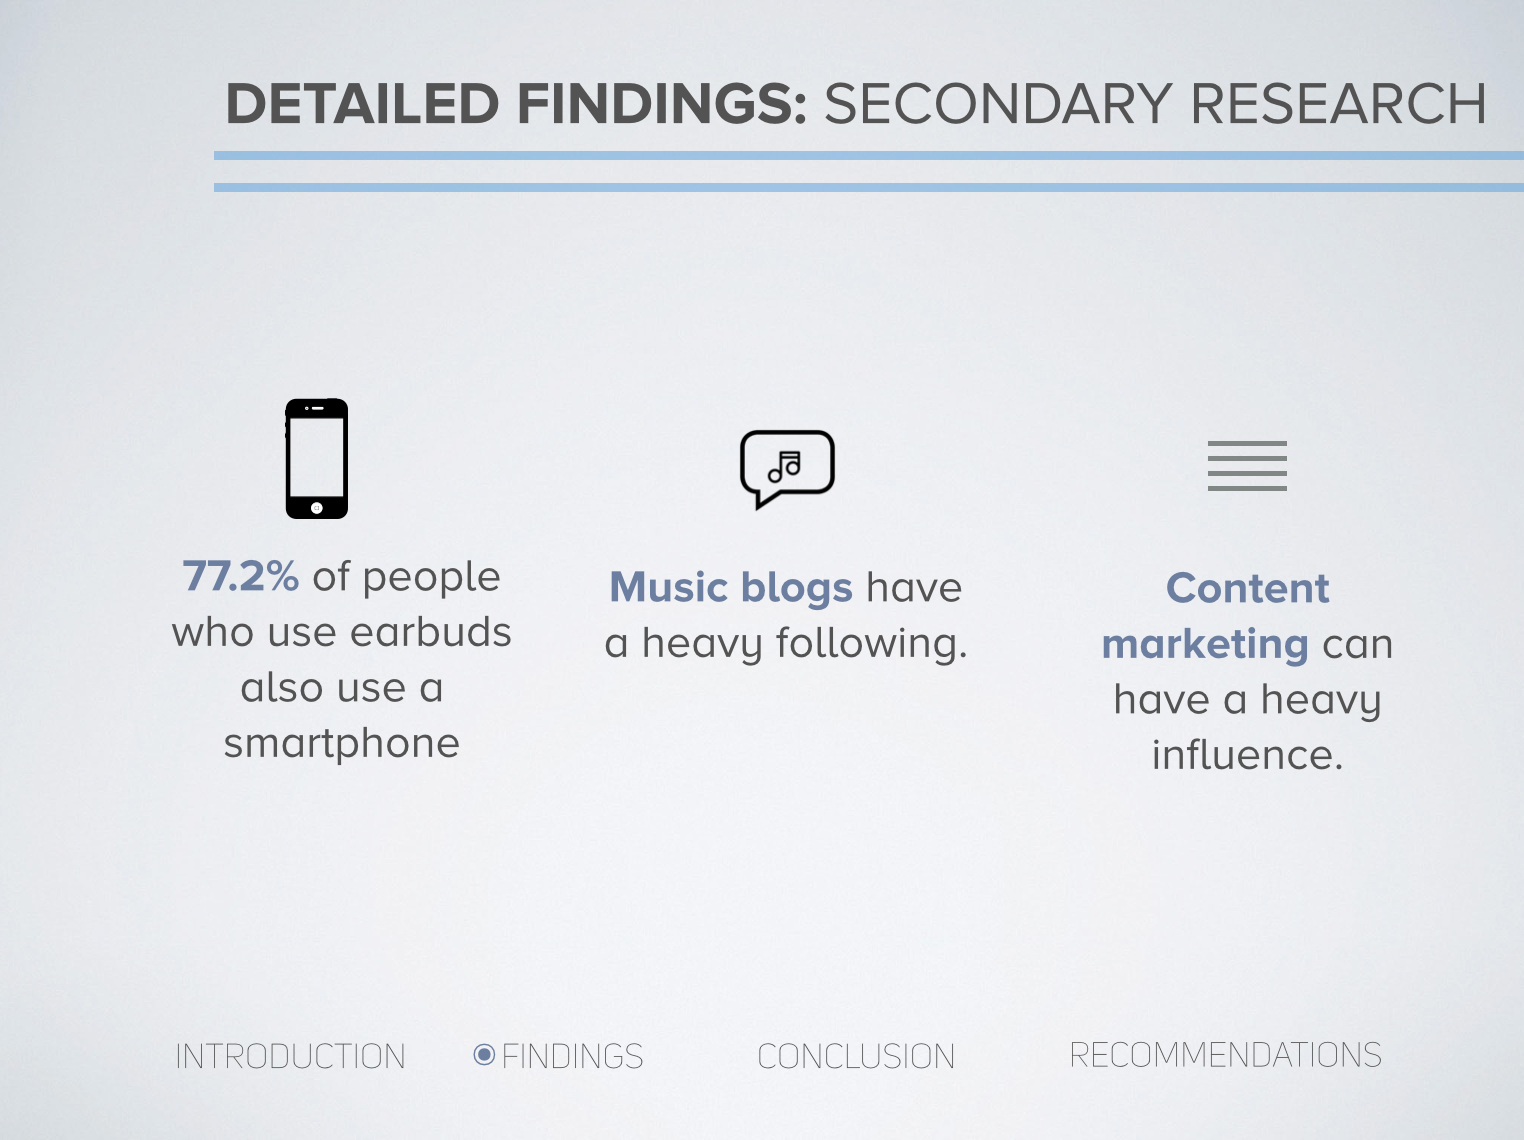 DETAILED FINDINGS: SECONDARY RESEARCH
77.2% of people
who use earbuds
also use a
smartphone
Music blogs have
a heavy following.
Content
marketing can
have a heavy
influence.
INTRODUCTION
FINDINGS
CONCLUSION
RECOMMENDATIONS